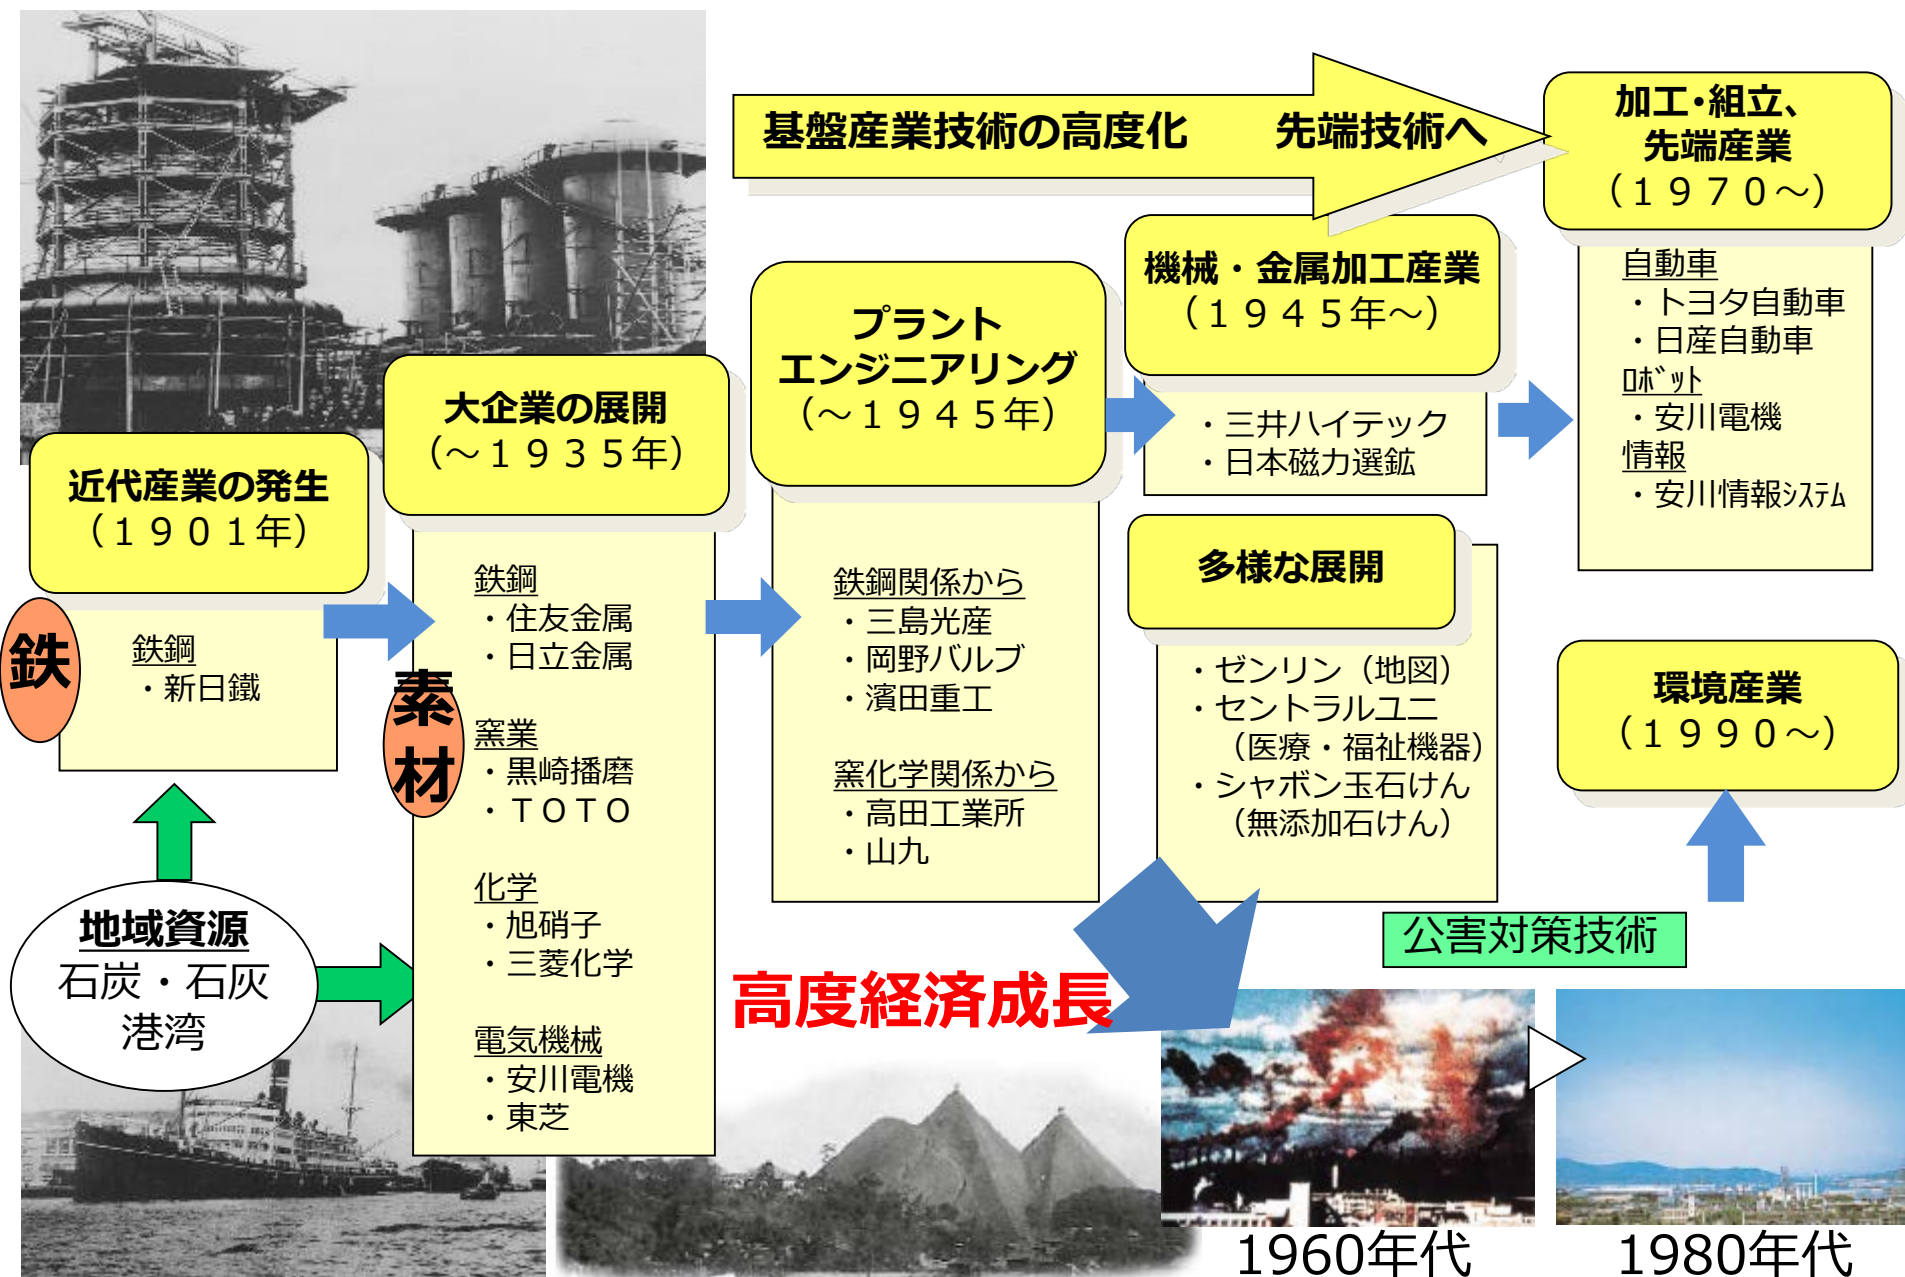 基盤産業技術の高度化　　先端技術へ
加工・組立、
先端産業
（１９７０～）
自動車
・トヨタ自動車
・日産自動車
ﾛﾎﾞｯﾄ
・安川電機
情報
・安川情報ｼｽﾃﾑ
機械・金属加工産業
（１９４５年～）
・三井ハイテック
・日本磁力選鉱
プラント
エンジニアリング
（～１９４５年）
鉄鋼関係から
・三島光産
・岡野バルブ
・濱田重工
窯化学関係から
・高田工業所
・山九
大企業の展開
（～１９３５年）
鉄鋼
・住友金属
・日立金属
窯業
・黒崎播磨
・ＴＯＴＯ
化学
・旭硝子
・三菱化学
電気機械
・安川電機
・東芝
素
材
近代産業の発生
（１９０１年）
鉄鋼
・新日鐵
鉄
地域資源
石炭・石灰
港湾
多様な展開
・ゼンリン（地図）
・セントラルユニ
（医療・福祉機器）
・シャボン玉石けん
（無添加石けん）
環境産業
（１９９０～）
公害対策技術
高度経済成長
1960年代
1980年代